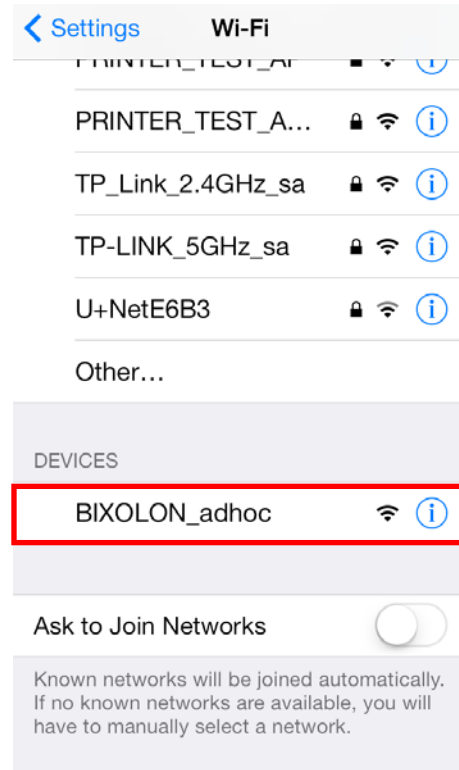 Settings Wi-Fi
PRINTER_TEST_AP
PRINTER_TEST_A...
TP_Link_2.4GHz_sa
TP-LINK_5GHz_sa
U+NetE6B3
Other...
DEVICES
BIXOLON_adhoc
Ask to Join Networks
Known networks will be joined automatically.
If no known networks are available, you will
have to manually select a network.